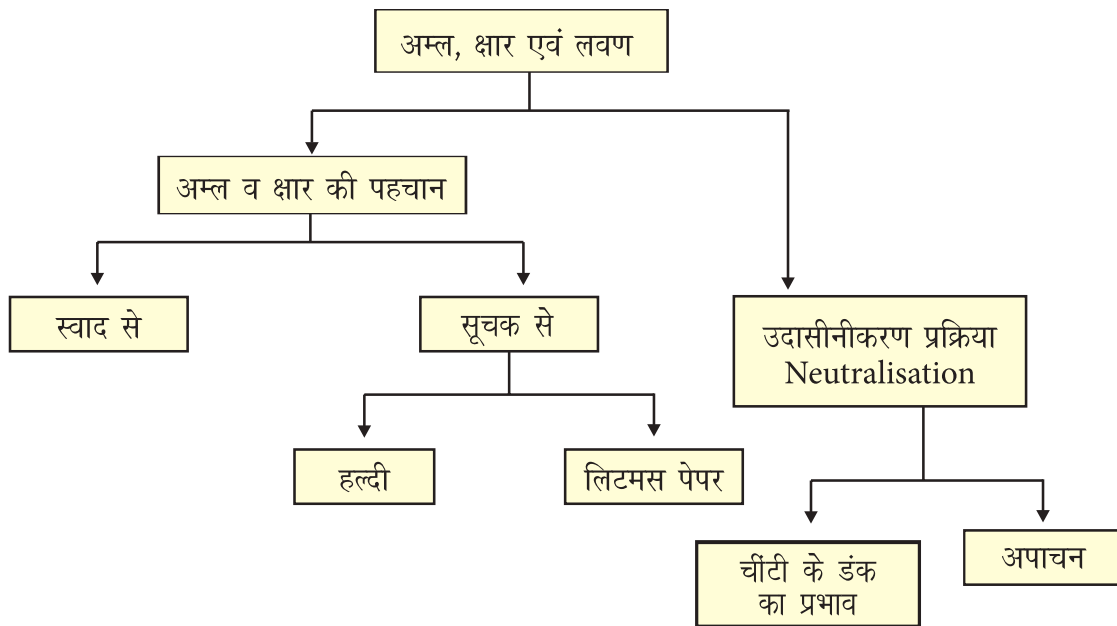 अम्ल, क्षार एवं लवण
अम्ल व क्षार की पहचान
स्वाद से
सूचक से
उदासीनीकरण प्रक्रिया
Neutralisation
हल्दी
लिटमस पेपर
चींटी के डंक
का प्रभाव
अपाचन